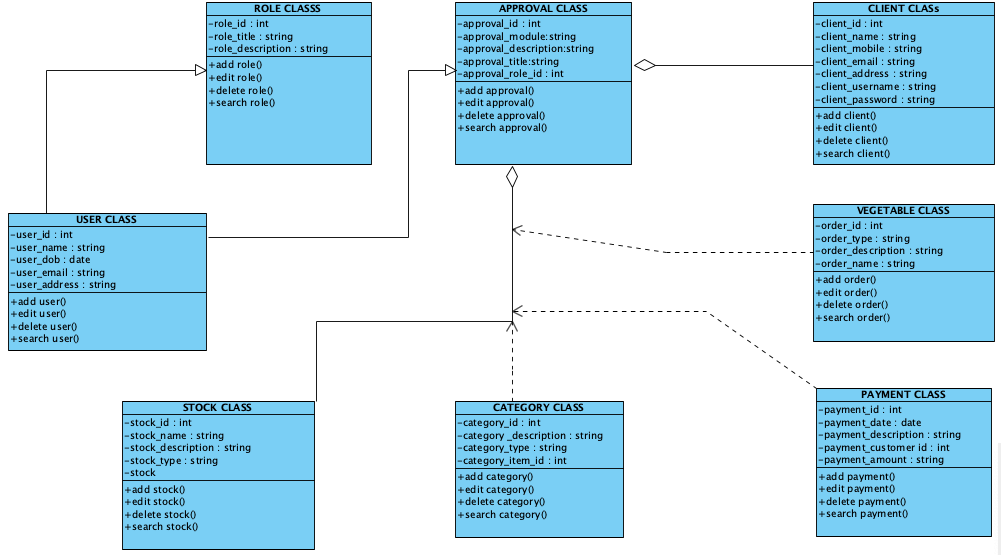 ROLE CLASSS
-role_id : int
-role_title : string
-role_description : string
+add role()
+edit role()
+delete role()
+search role()
APPROVAL CLASS
-approval_id : int
-approval_module:string
-approval_description:string
-approval_title:string
-approval_role_id : int
+add approval()
+edit approval()
+delete approval()
+search approval()
CLIENT CLASs
-client_id : int
-client_name : string
-client_mobile : string
-client_email : string
-client_address : string
-client_username : string
-client_password : string
+add client()
+edit client()
+delete client()
+search client()
USER CLASS
-user_id : int
-user_name : string
-user_dob : date
-user_email : string
-user_address : string
+add user()
+edit user()
+delete user()
+search user()
VEGETABLE CLASS
-order_id : int
-order_type : string
-order_description : string
-order_name : string
+add order()
+edit order()
+delete order()
+search order()
STOCK CLASS
-stock_id : int
-stock_name : string
-stock_description : string
-stock_type : string
-stock
+add stock()
+edit stock()
+delete stock()
+search stock()
CATEGORY CLASS
-category_id : int
-category _description : string
-category_type : string
-category_item_id : int
+add category()
+edit category()
+delete category()
+search category()
PAYMENT CLASS
-payment_id : int
-payment_date : date
-payment_description : string
-payment_customer id : int
-payment_amount : string
+add payment()
+edit payment()
+delete payment()
+search payment()